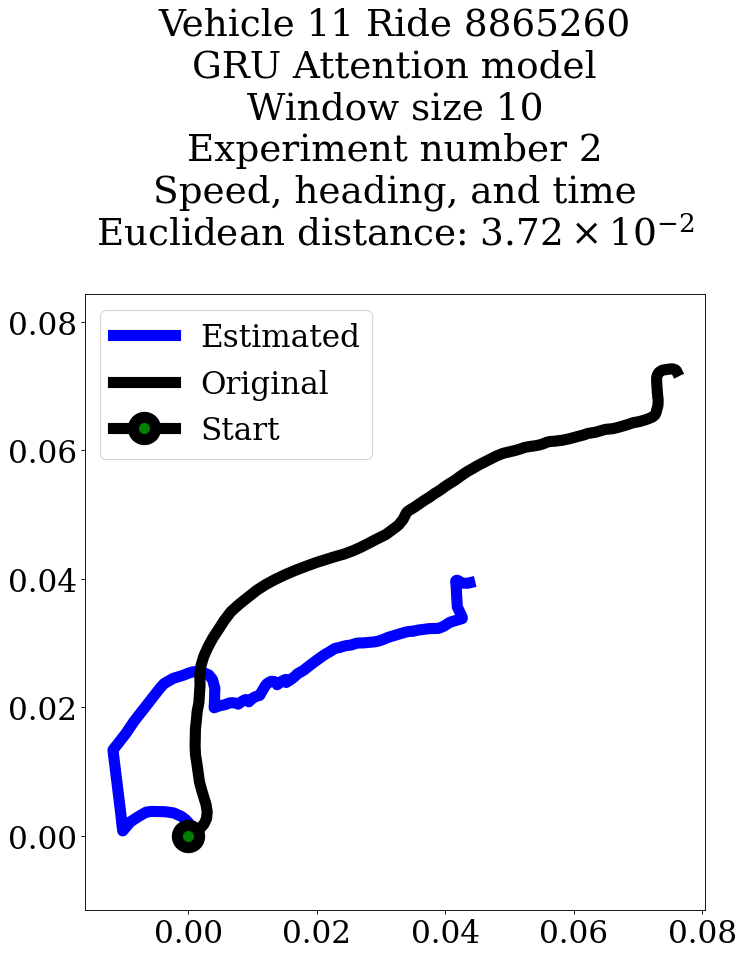 Vehicle 11 Ride 8865260
GRU Attention model
Window size 10
Experiment number 2
Speed, heading, and time
Euclidean distance: 3.72 × 10⁻²
Estimated
Original
Start
0.08
0.06
0.04
0.02
0.00
0.00 0.02 0.04 0.06 0.08